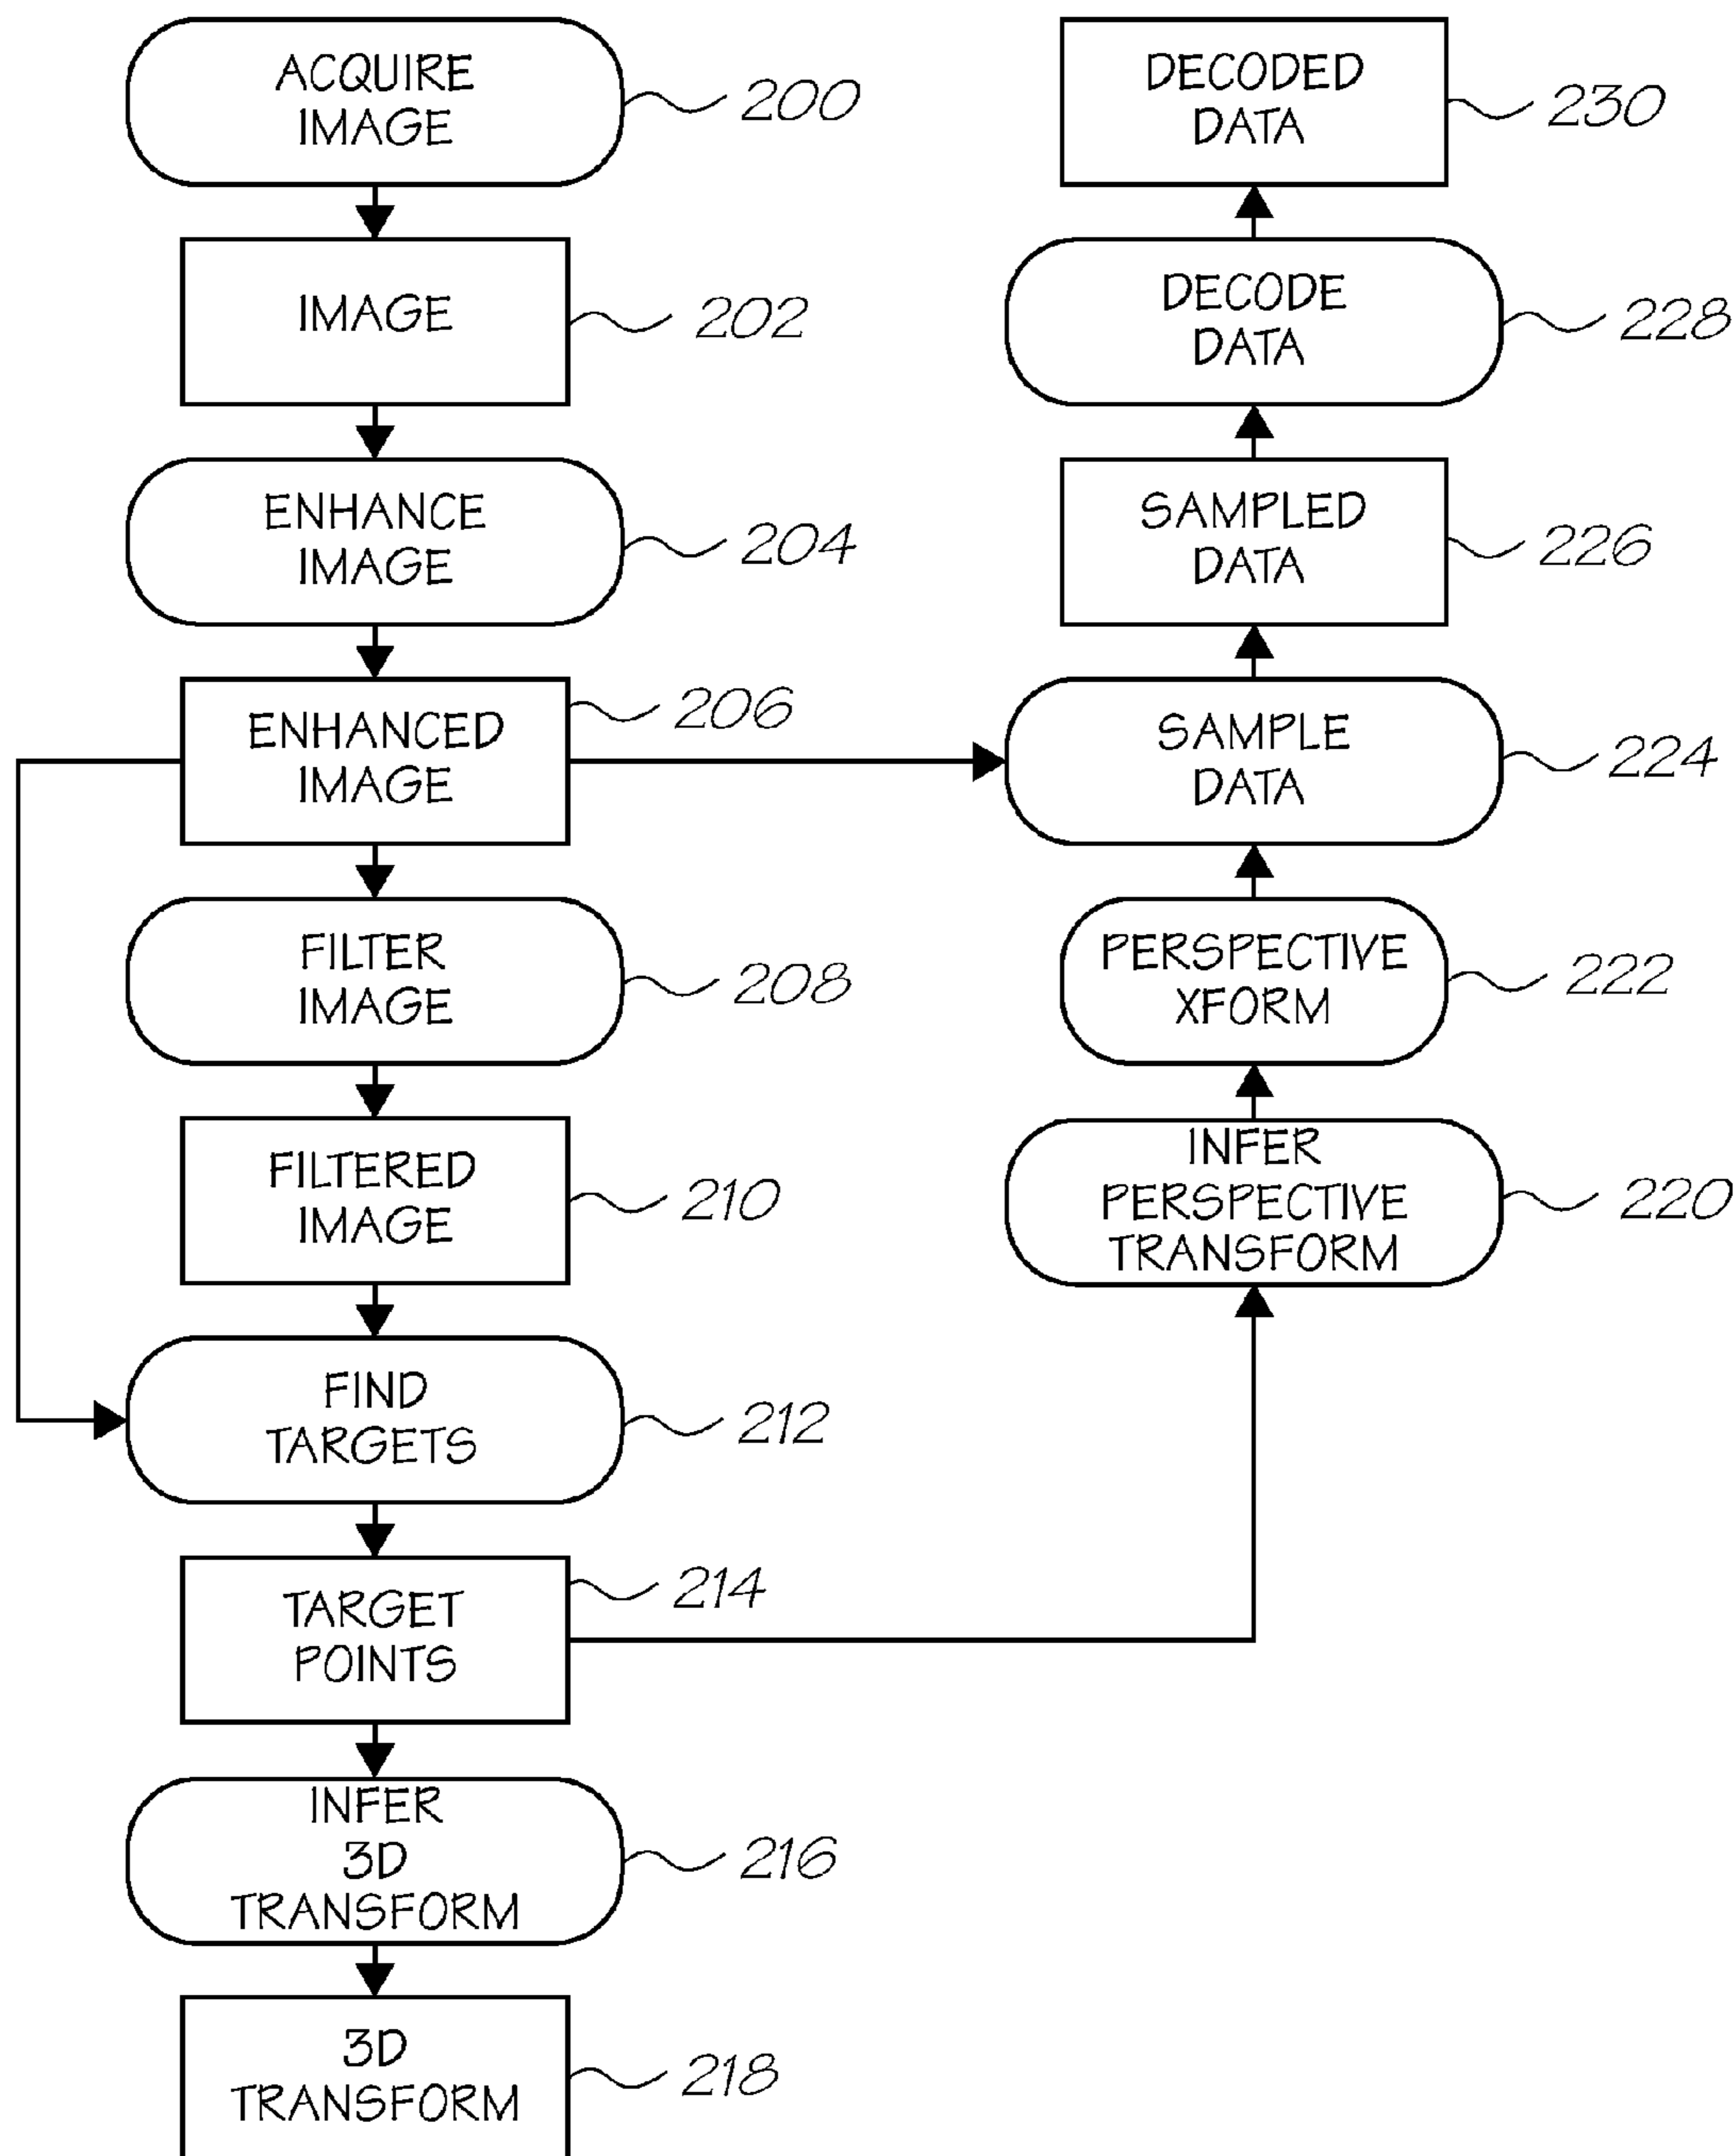 ACQUIRE
IMAGE
200
IMAGE
202
ENHANCE
IMAGE
204
ENHANCED
IMAGE
206
FILTER
IMAGE
208
FILTERED
IMAGE
210
FIND
TARGETS
212
TARGET
POINTS
214
INFER
3D
TRANSFORM
216
3D
TRANSFORM
218
DECODED
DATA
230
DECODE
DATA
228
SAMPLED
DATA
226
SAMPLE
DATA
224
PERSPECTIVE
XFORM
222
INFER
PERSPECTIVE
TRANSFORM
220